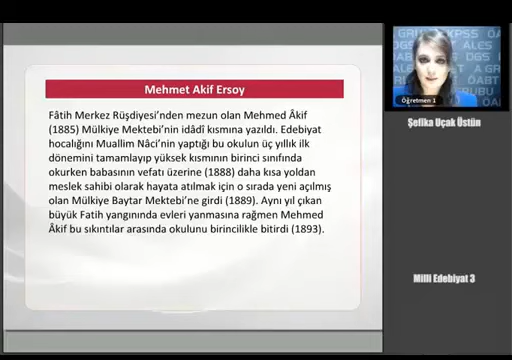 Mehmet Akif Ersoy
Fâtih Merkez Rüşdiyesi'nden mezun olan Mehmed Âkif
(1885) Mülkiye Mektebi'nin idâdî kısmına yazıldı. Edebiyat
hocalığını Muallim Nâci'nin yaptığı bu okulun üç yıllık ilk
dönemini tamamlayıp yüksek kısmının birinci sınıfında
okurken babasının vefatı üzerine (1888) daha kısa yoldan
meslek sahibi olarak hayata atılmak için o sırada yeni açılmış
olan Mülkiye Baytar Mektebi'ne girdi (1889). Aynı yıl çıkan
büyük Fatih yangınında evleri yanmasına rağmen Mehmed
Âkif bu sıkıntılar arasında okulunu birincilikle bitirdi (1893).
Öğretmen 1
Şefika Uçak Üstün
Milli Edebiyat 3